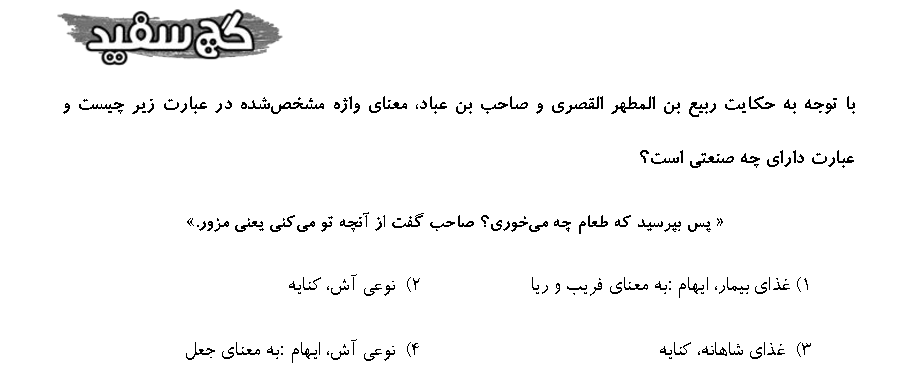 گچ سفید
با توجه به حکایت ربیع بن المطهر القصری و صاحب بن عباد، معنای واژه مشخص‌شده در عبارت زیر چیست و
عبارت دارای چه صنعتی است؟
« پس بپرسید که طعام چه می‌خوری؟ صاحب گفت از آنچه تو می‌کنی یعنی مزور.»
۱) غذای بیمار، ایهام :به معنای فریب و ریا
۲) نوعی آش، کنایه
۳) غذای شاهانه، کنایه
۴) نوعی آش، ایهام :به معنای جعل